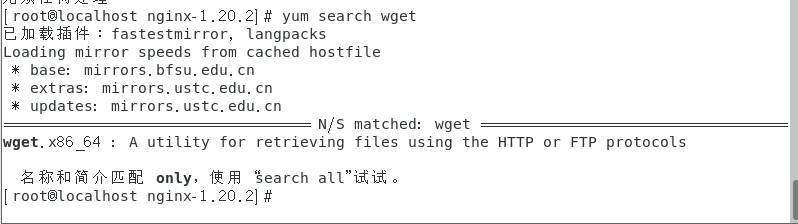 [root@localhost nginx-1.20.2]# yum search wget
已加载插件：fastestmirror, langpacks
Loading mirror speeds from cached hostfile
 * base: mirrors.bfsu.edu.cn
 * extras: mirrors.ustc.edu.cn
 * updates: mirrors.ustc.edu.cn
================================== N/S matched: wget ==================================
wget.x86_64 : A utility for retrieving files using the HTTP or FTP protocols
  名称和简介匹配 only，使用“search all”试试。
[root@localhost nginx-1.20.2]#